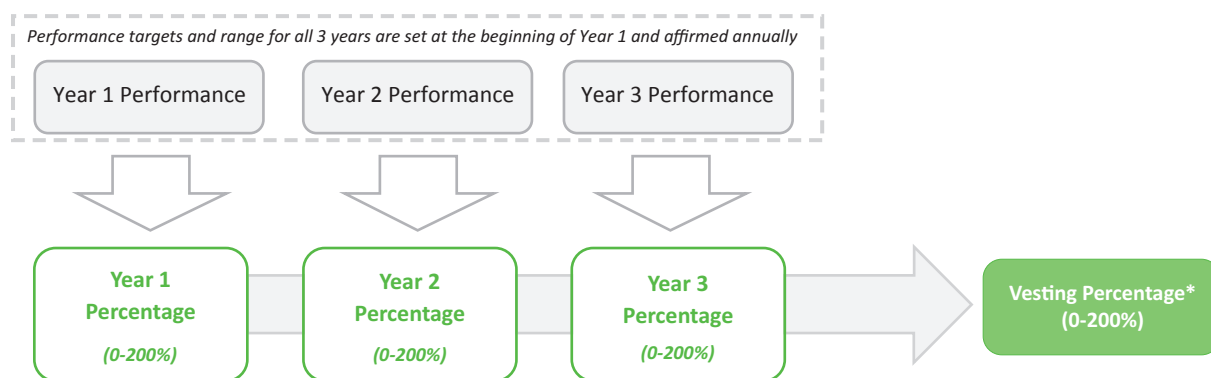 Performance targets and range for all 3 years are set at the beginning of Year 1 and affirmed annually
Year 1 Performance
Year 2 Performance
Year 3 Performance
Year 1
Percentage
(0-200%)
Year 2
Percentage
(0-200%)
Year 3
Percentage
(0-200%)
Vesting Percentage*
(0-200%)